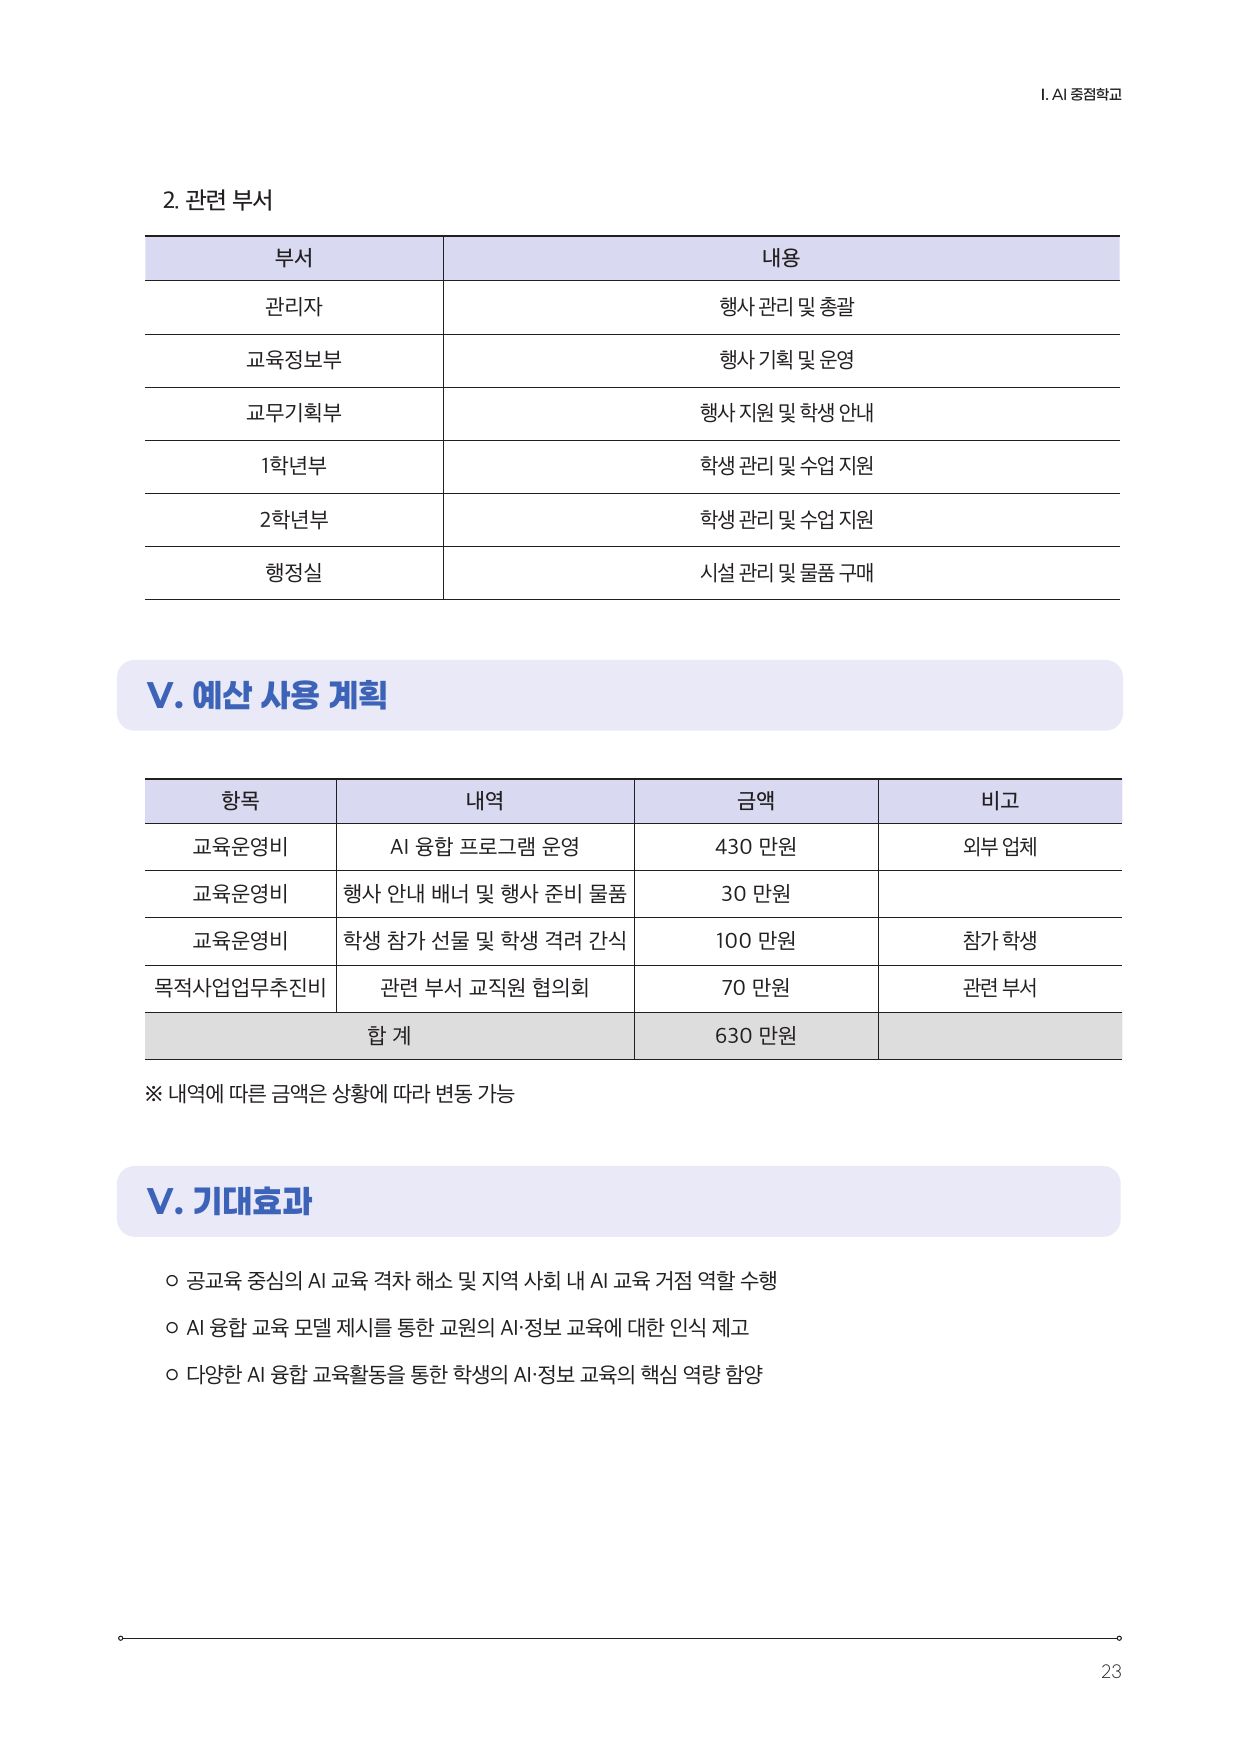 I. AI 중점학교
2. 관련 부서
부서 내용
관리자 행사 관리 및 총괄
교육정보부 행사 기획 및 운영
교무기획부 행사 지원 및 학생 안내
1학년부 학생 관리 및 수업 지원
2학년부 학생 관리 및 수업 지원
행정실 시설 관리 및 물품 구매
V. 예산 사용 계획
항목 내역 금액 비고
교육운영비 AI 융합 프로그램 운영 430 만원 외부 업체
교육운영비 행사 안내 배너 및 행사 준비 물품 30 만원
교육운영비 학생 참가 선물 및 학생 격려 간식 100 만원 참가 학생
목적사업업무추진비 관련 부서 교직원 협의회 70 만원 관련 부서
합 계 630 만원
※ 내역에 따른 금액은 상황에 따라 변동 가능
V. 기대효과
○ 공교육 중심의 AI 교육 격차 해소 및 지역 사회 내 AI 교육 거점 역할 수행
○ AI 융합 교육 모델 제시를 통한 교원의 AI·정보 교육에 대한 인식 제고
○ 다양한 AI 융합 교육활동을 통한 학생의 AI·정보 교육의 핵심 역량 함양
23